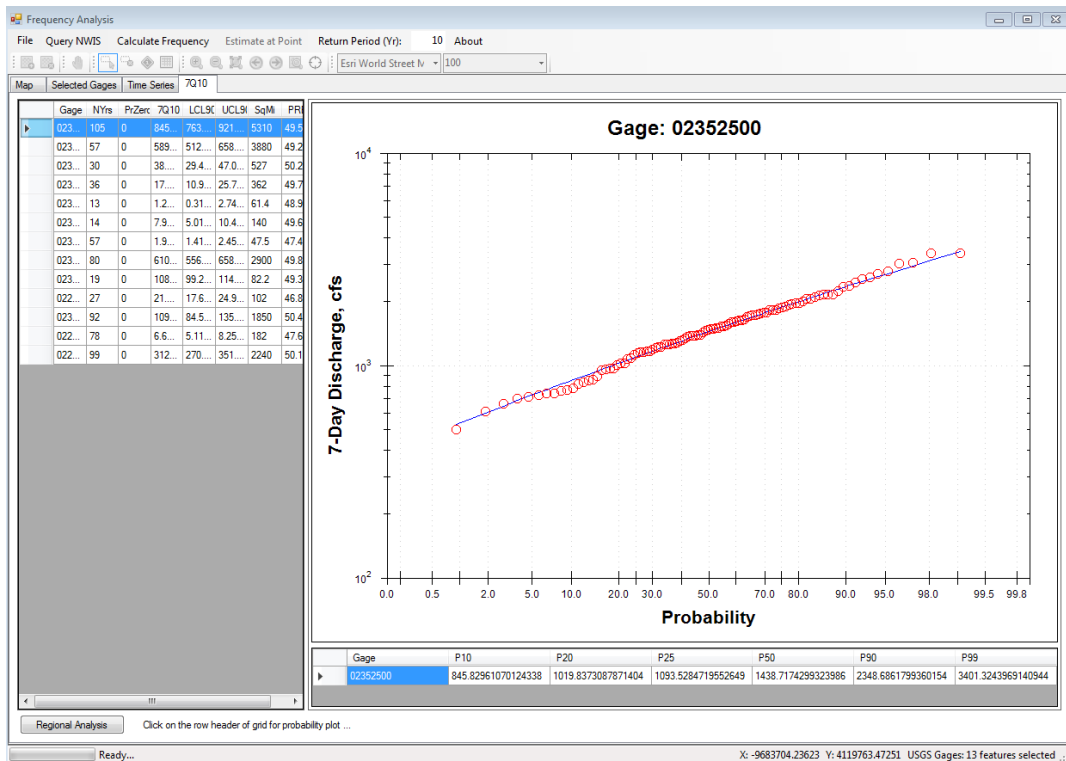 Frequency Analysis
File Query NWIS Calculate Frequency Estimate at Point Return Period (Yr): 10 About
Esri World Street M 100
Map Selected Gages Time Series 7Q10
Gage NYrs PrZero 7Q10 LCL90 UCL90 SqMi PRE
023... 105 0 845... 763... 921... 5310 49.5
023... 57 0 589... 512... 658... 3880 49.2
023... 30 0 38.... 29.4... 47.0... 527 50.2
023... 36 0 17.... 10.9... 25.7... 362 49.7
023... 13 0 1.2... 0.31... 2.74... 61.4 48.9
023... 14 0 7.9... 5.01... 10.4... 140 49.6
023... 57 0 1.9... 1.41... 2.45... 47.5 47.4
023... 80 0 610... 556.... 658... 2900 49.8
023... 19 0 108... 99.2... 114.... 82.2 49.3
022... 27 0 21.... 17.6... 24.9... 102 46.8
022... 92 0 109... 84.5... 135.... 1850 50.4
022... 78 0 6.6... 5.11... 8.25... 182 47.6
022... 99 0 312... 270.... 351.... 2240 50.1
Gage: 02352500
10^4
10^3
10^2
7-Day Discharge, cfs
0.0 0.5 2.0 5.0 10.0 20.0 30.0 50.0 70.0 80.0 90.0 95.0 98.0 99.5 99.8
Probability
Gage P10 P20 P25 P50 P90 P99
02352500 845.82961070124338 1019.8373087871404 1093.5284719552649 1438.7174299323986 2348.6861799360154 3401.3243969140944
Regional Analysis Click on the row header of grid for probability plot ...
Ready... X: -9683704.23623 Y: 4119763.47251 USGS Gages: 13 features selected